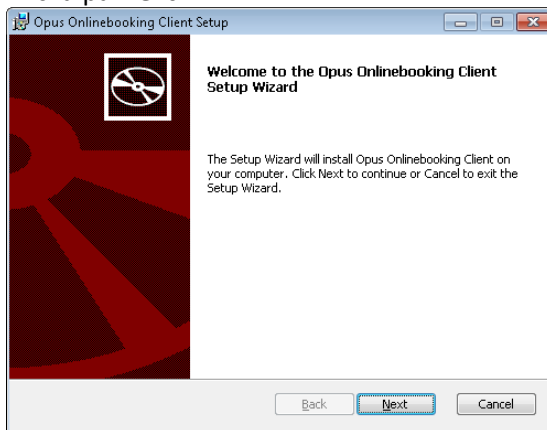 Opus Onlinebooking Client Setup
Welcome to the Opus Onlinebooking Client
Setup Wizard
The Setup Wizard will install Opus Onlinebooking Client on
your computer. Click Next to continue or Cancel to exit the
Setup Wizard.
Back Next Cancel